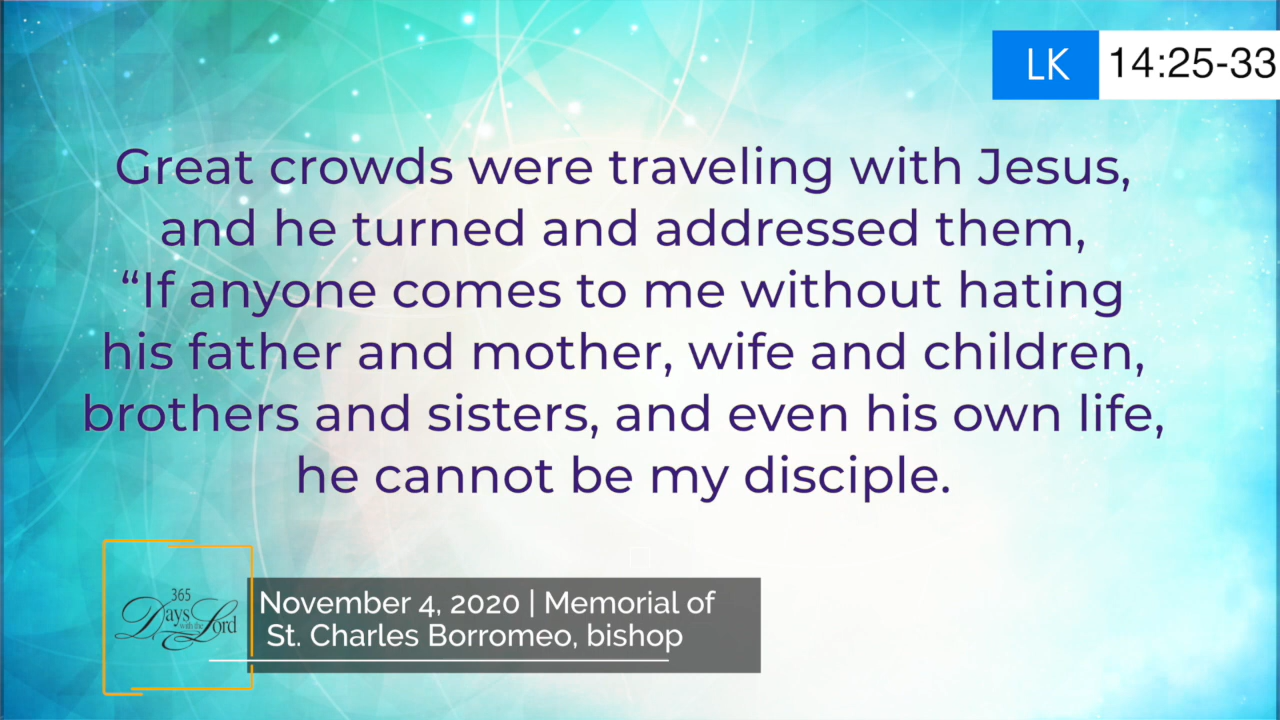 LK 14:25-33
Great crowds were traveling with Jesus,
and he turned and addressed them,
“If anyone comes to me without hating
his father and mother, wife and children,
brothers and sisters, and even his own life,
he cannot be my disciple.
365
Days with the Lord
November 4, 2020 | Memorial of
St. Charles Borromeo, bishop